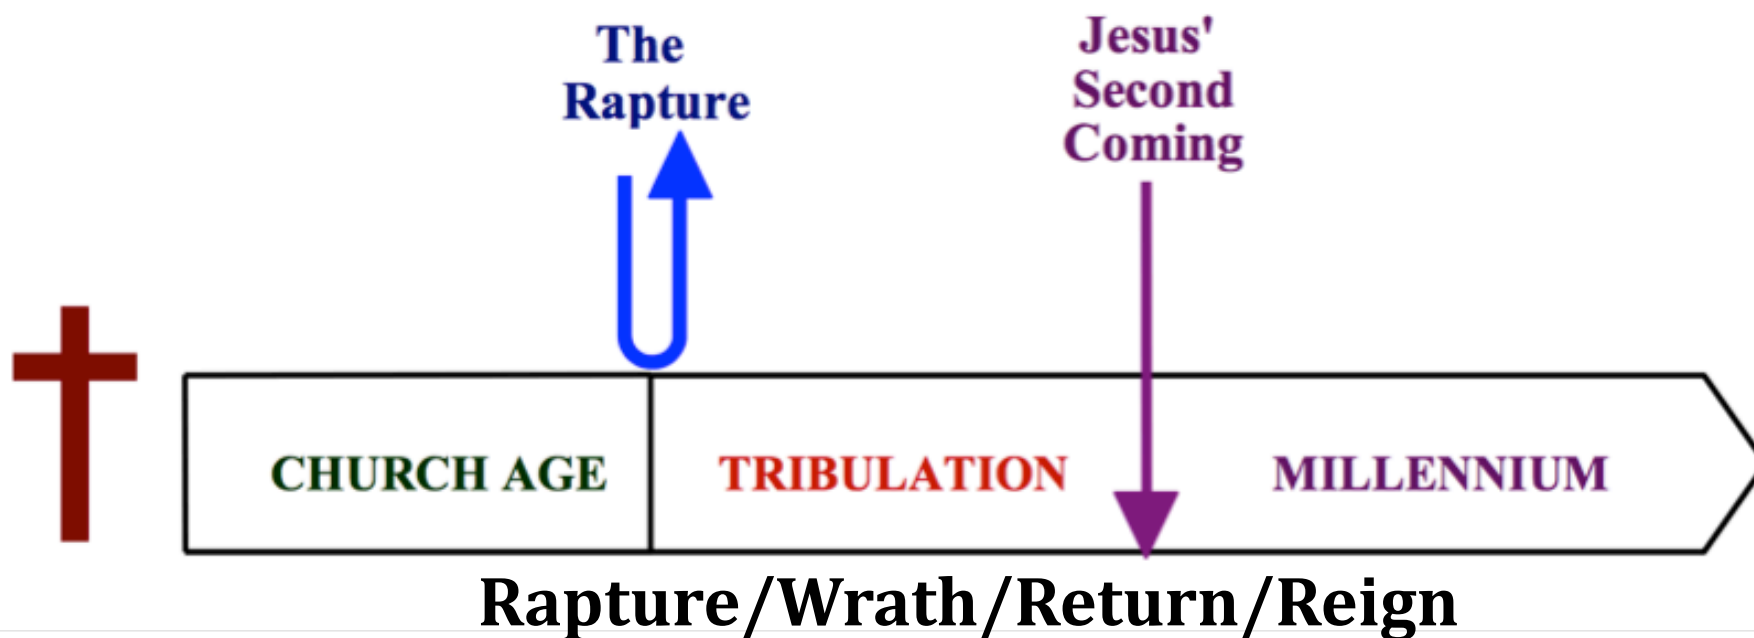 The
Rapture
Jesus'
Second
Coming
CHURCH AGE
TRIBULATION
MILLENNIUM
Rapture/Wrath/Return/Reign